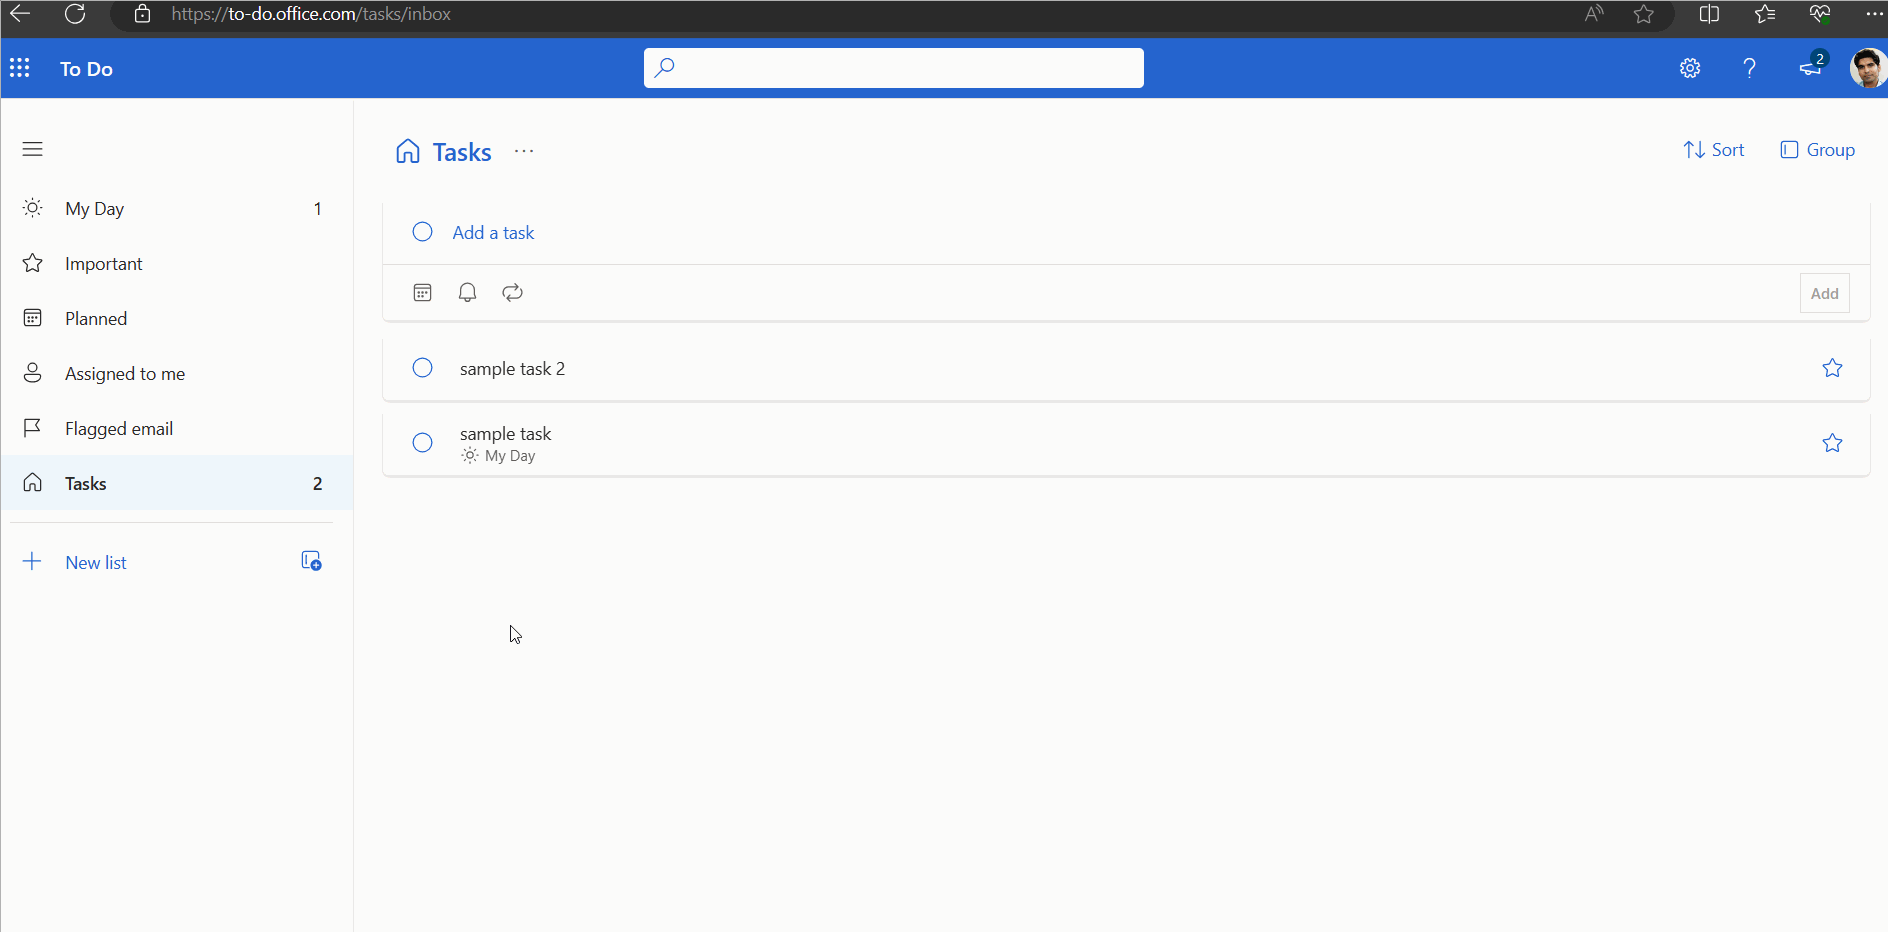 https://to-do.office.com/tasks/inbox
To Do
2
Tasks
Sort
Group
My Day 1
Important
Planned
Assigned to me
Flagged email
Tasks 2
New list
Add a task
Add
sample task 2
sample task
My Day